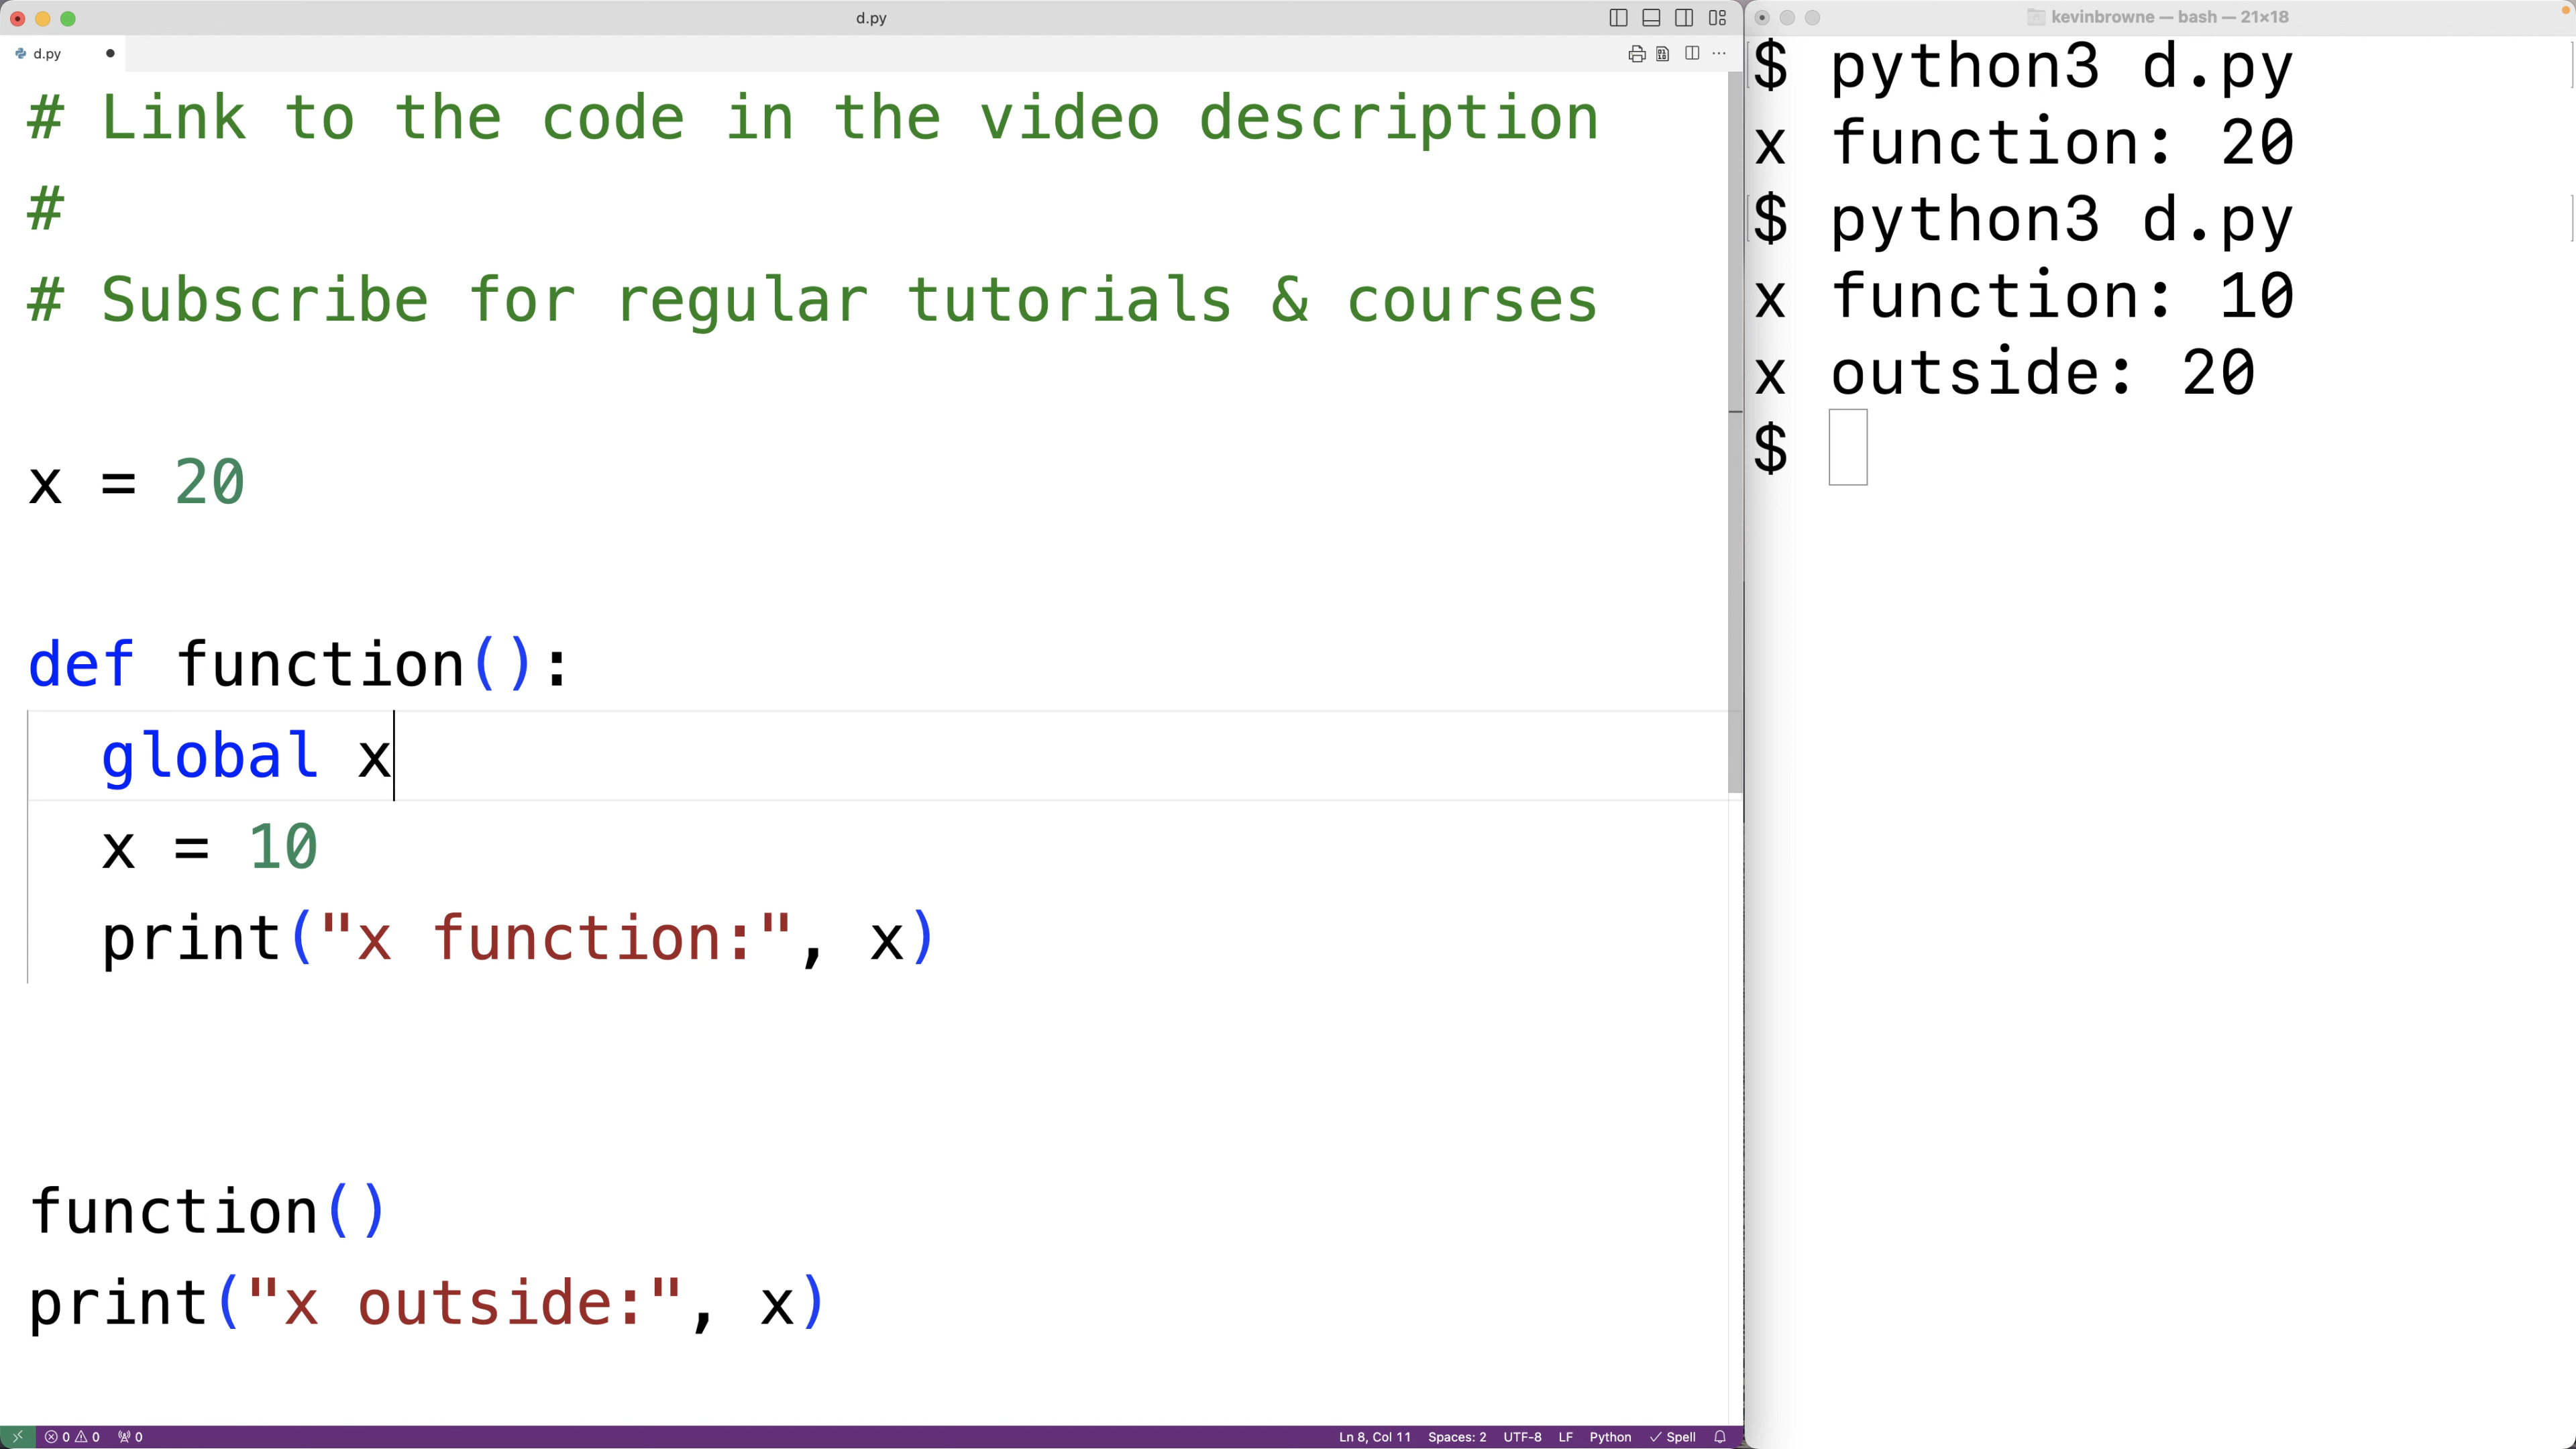 d.py
d.py
# Link to the code in the video description
#
# Subscribe for regular tutorials & courses
x = 20
def function():
global x
x = 10
print("x function:", x)
function()
print("x outside:", x)
0 0 0
Ln 8, Col 11 Spaces: 2 UTF-8 LF Python Spell
kevinbrowne — bash — 21×18
$ python3 d.py
x function: 20
$ python3 d.py
x function: 10
x outside: 20
$